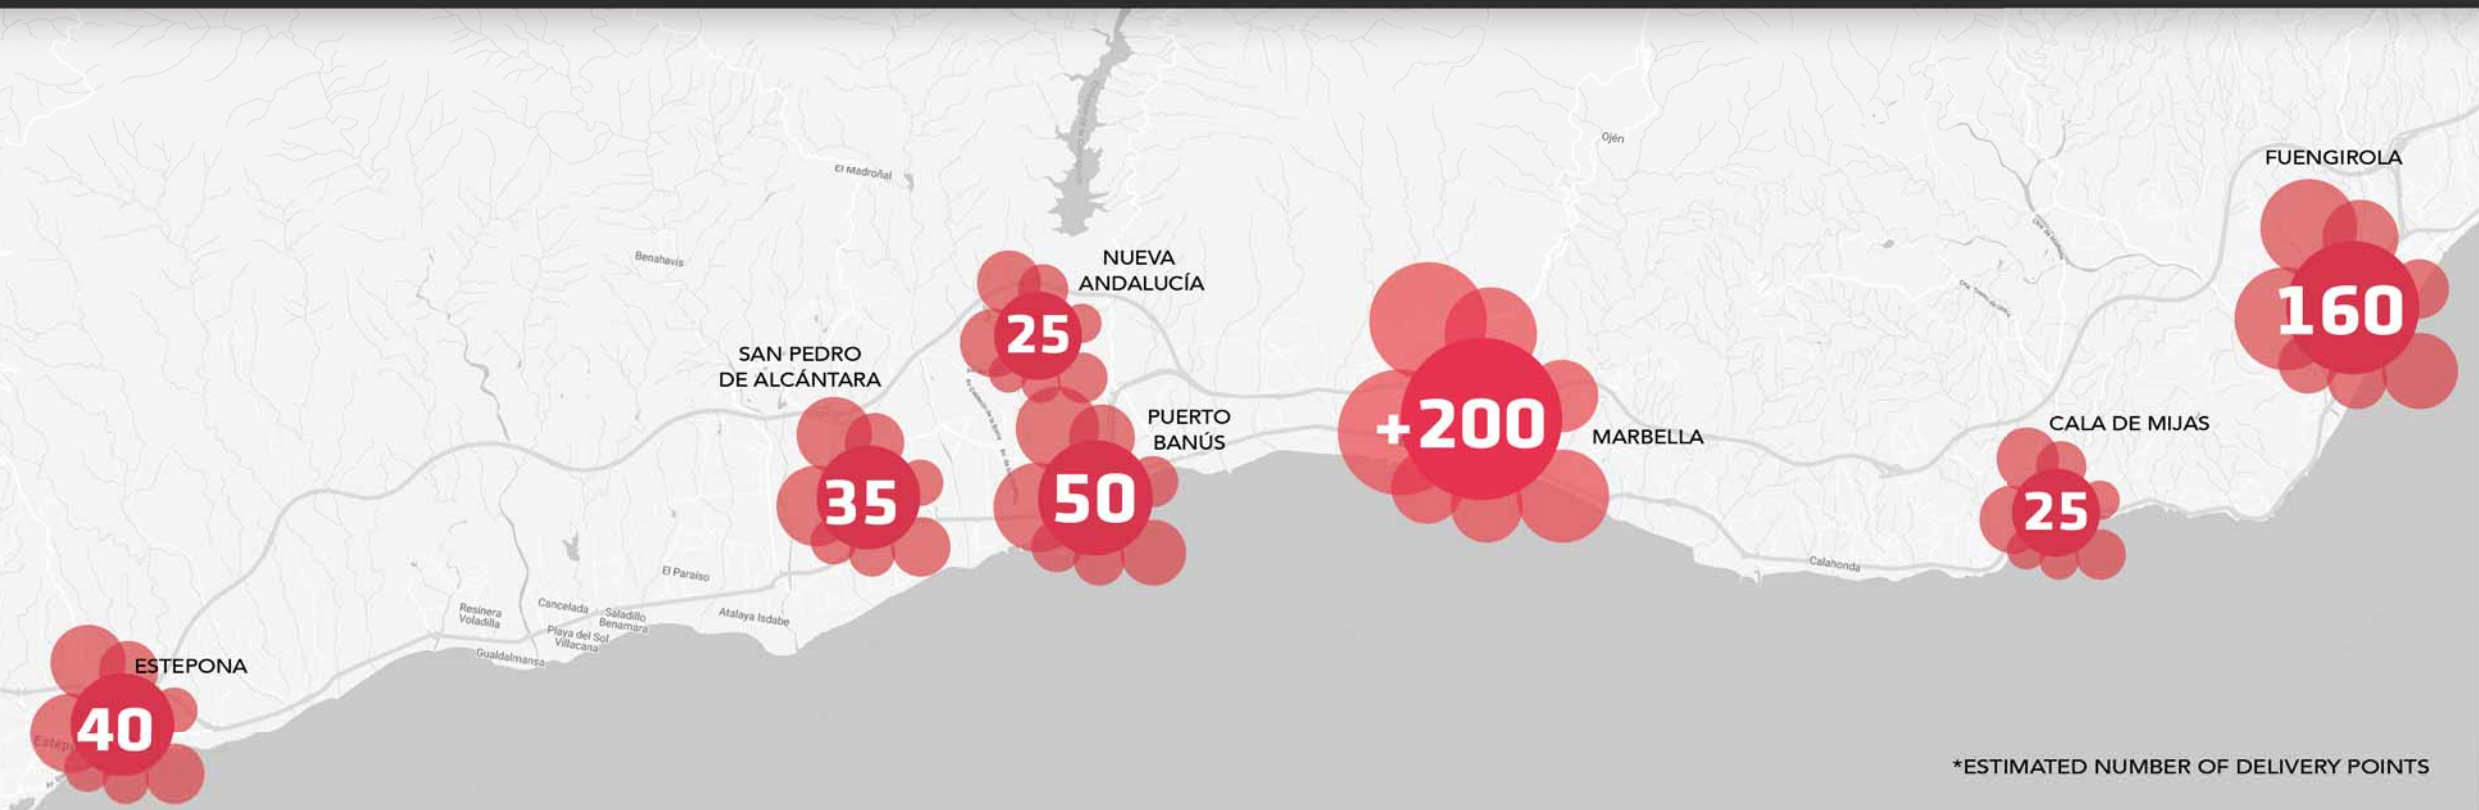 Ojén
FUENGIROLA
160
El Madroñal
Benahavís
NUEVA
ANDALUCÍA
25
SAN PEDRO
DE ALCÁNTARA
35
PUERTO
BANÚS
50
+200
MARBELLA
CALA DE MIJAS
25
Calahonda
El Paraiso
Resinera
Voladilla
Cancelada
Saladillo
Benamara
Playa del Sol
Villacana
Atalaya Isdabe
Gualdalmansa
ESTEPONA
40
*ESTIMATED NUMBER OF DELIVERY POINTS